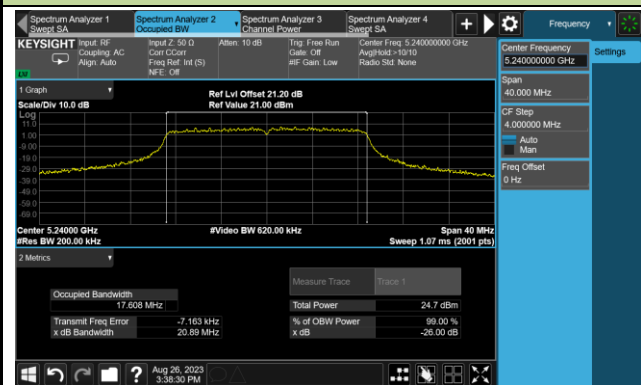 Spectrum Analyzer 1
Swept SA
Spectrum Analyzer 2
Occupied BW
Spectrum Analyzer 3
Channel Power
Spectrum Analyzer 4
Swept SA
Frequency
KEYSIGHT
Input: RF
Coupling: AC
Align: Auto
Input Z: 50 Ω
Corr CCorr
Freq Ref: Int (S)
NFE: Off
Atten: 10 dB
Trig: Free Run
Gate: Off
#IF Gain: Low
Center Freq: 5.240000000 GHz
Avg|Hold:>10/10
Radio Std: None
Center Frequency
5.240000000 GHz
Settings
Span
40.000 MHz
CF Step
4.000000 MHz
Auto
Man
Freq Offset
0 Hz
1 Graph
Scale/Div 10.0 dB
Ref Lvl Offset 21.20 dB
Ref Value 21.00 dBm
Log
11.0
1.00
-9.00
-19.0
-29.0
-39.0
-49.0
-59.0
-69.0
Center 5.24000 GHz
#Res BW 200.00 kHz
#Video BW 620.00 kHz
Span 40 MHz
Sweep 1.07 ms (2001 pts)
2 Metrics
Measure Trace
Trace 1
Occupied Bandwidth
17.608 MHz
Total Power
24.7 dBm
Transmit Freq Error
-7.163 kHz
% of OBW Power
99.00 %
x dB Bandwidth
20.89 MHz
x dB
-26.00 dB
Aug 26, 2023
3:38:30 PM